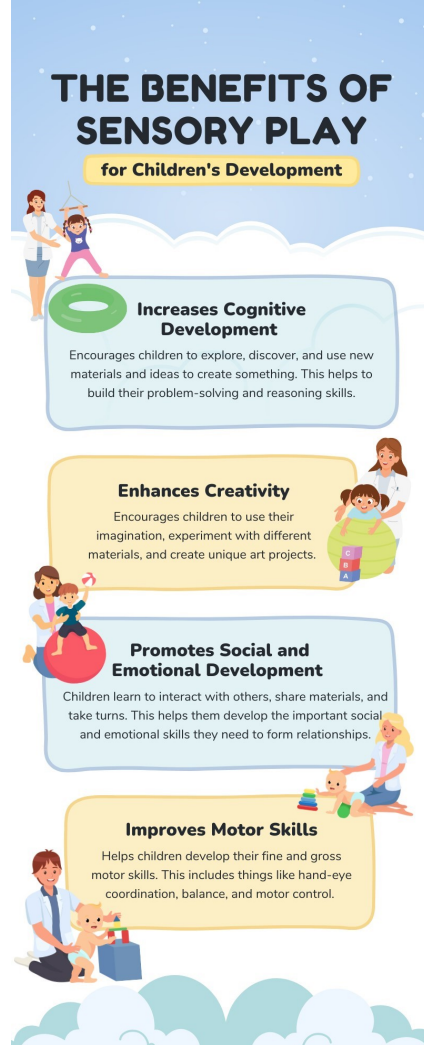 THE BENEFITS OF
SENSORY PLAY
for Children's Development
Increases Cognitive
Development
Encourages children to explore, discover, and use new
materials and ideas to create something. This helps to
build their problem-solving and reasoning skills.
Enhances Creativity
Encourages children to use their
imagination, experiment with different
materials, and create unique art projects.
C
B
A
Promotes Social and
Emotional Development
Children learn to interact with others, share materials, and
take turns. This helps them develop the important social
and emotional skills they need to form relationships.
Improves Motor Skills
Helps children develop their fine and gross
motor skills. This includes things like hand-eye
coordination, balance, and motor control.